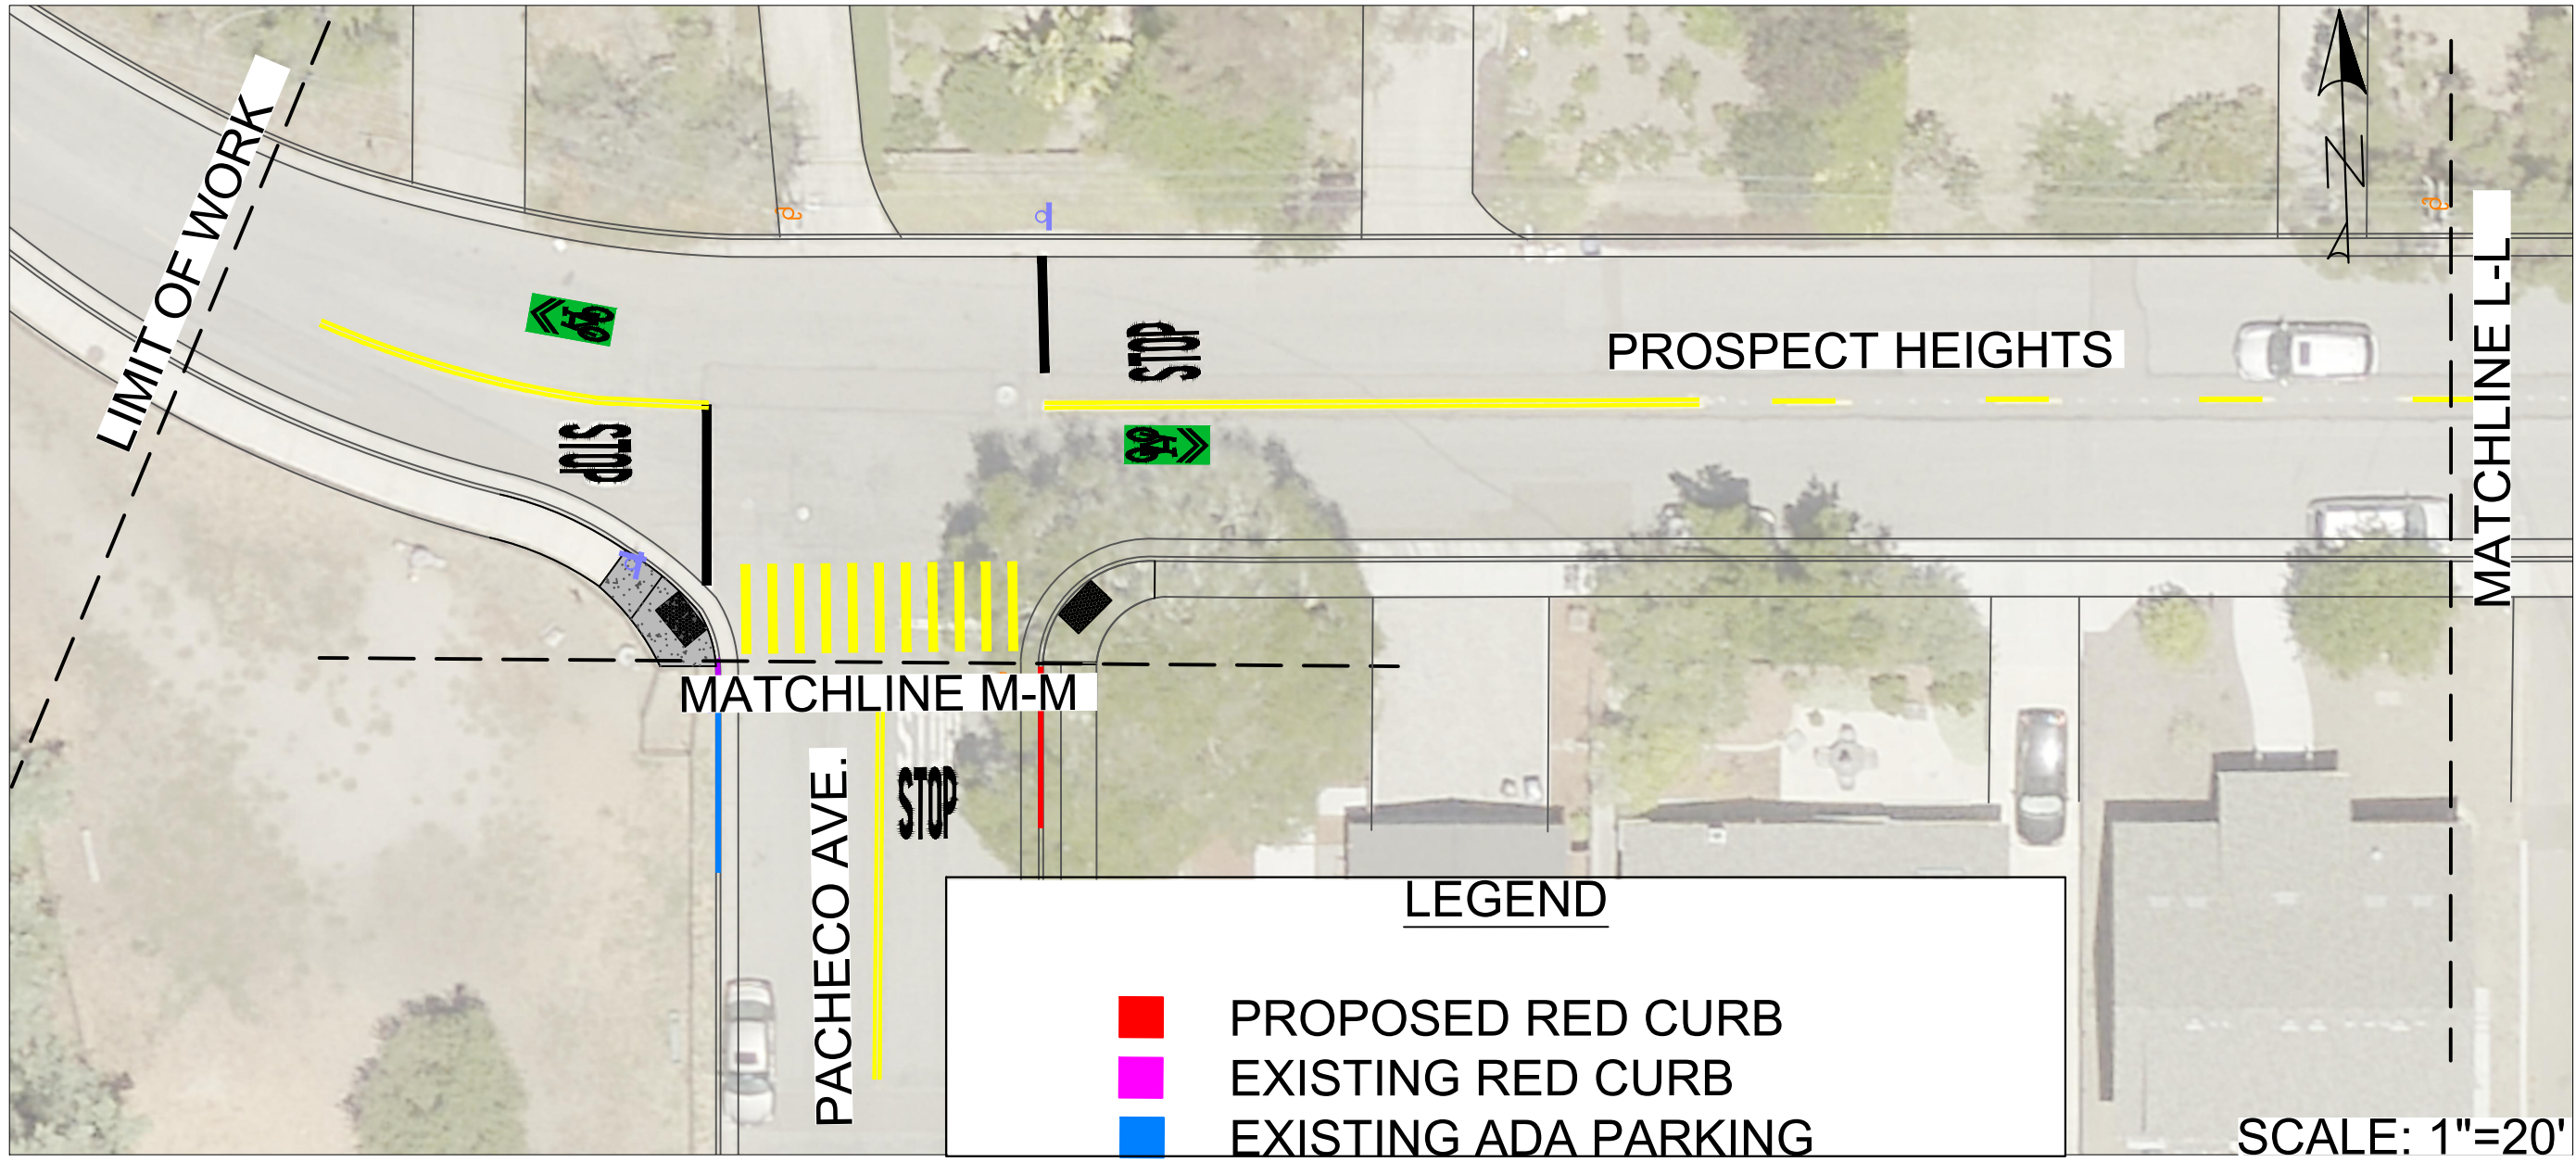 LIMIT OF WORK
N
STOP
PROSPECT HEIGHTS
MATCHLINE L-L
STOP
MATCHLINE M-M
PACHECO AVE.
STOP
LEGEND
PROPOSED RED CURB
EXISTING RED CURB
EXISTING ADA PARKING
SCALE: 1"=20'